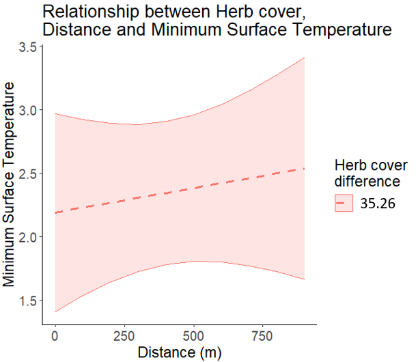 Relationship between Herb cover,
Distance and Minimum Surface Temperature
Minimum Surface Temperature
3.5
3.0
2.5
2.0
1.5
0
250
500
750
Distance (m)
Herb cover
difference
35.26